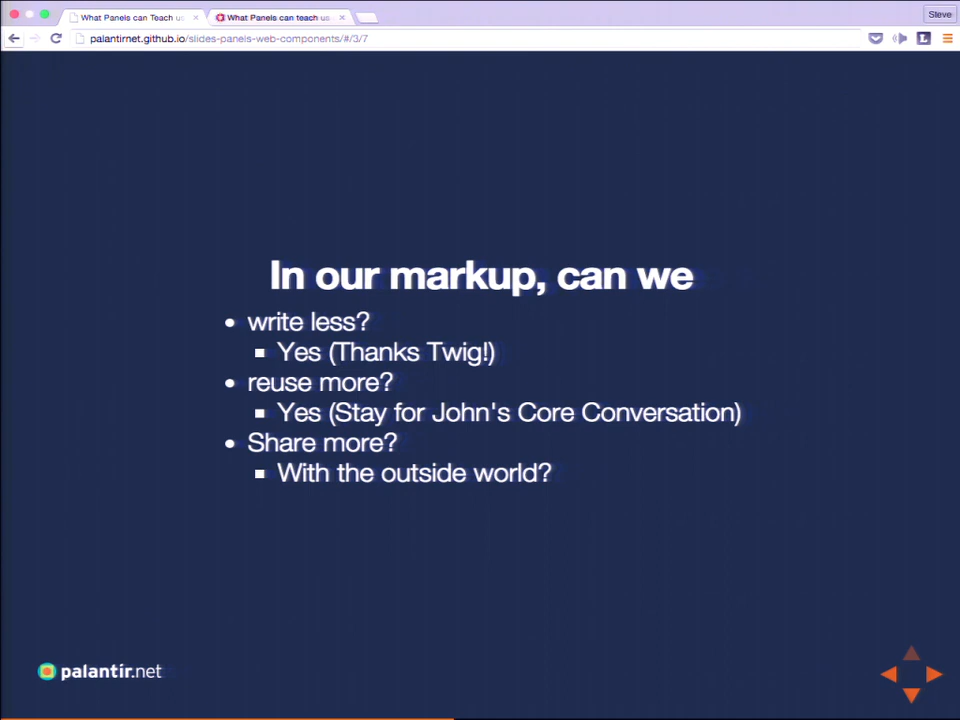 What Panels can Teach us
What Panels can teach us
Steve
palantirnet.github.io/slides-panels-web-components/#/3/7
L
In our markup, can we
write less?
Yes (Thanks Twig!)
reuse more?
Yes (Stay for John's Core Conversation)
Share more?
With the outside world?
palantir.net